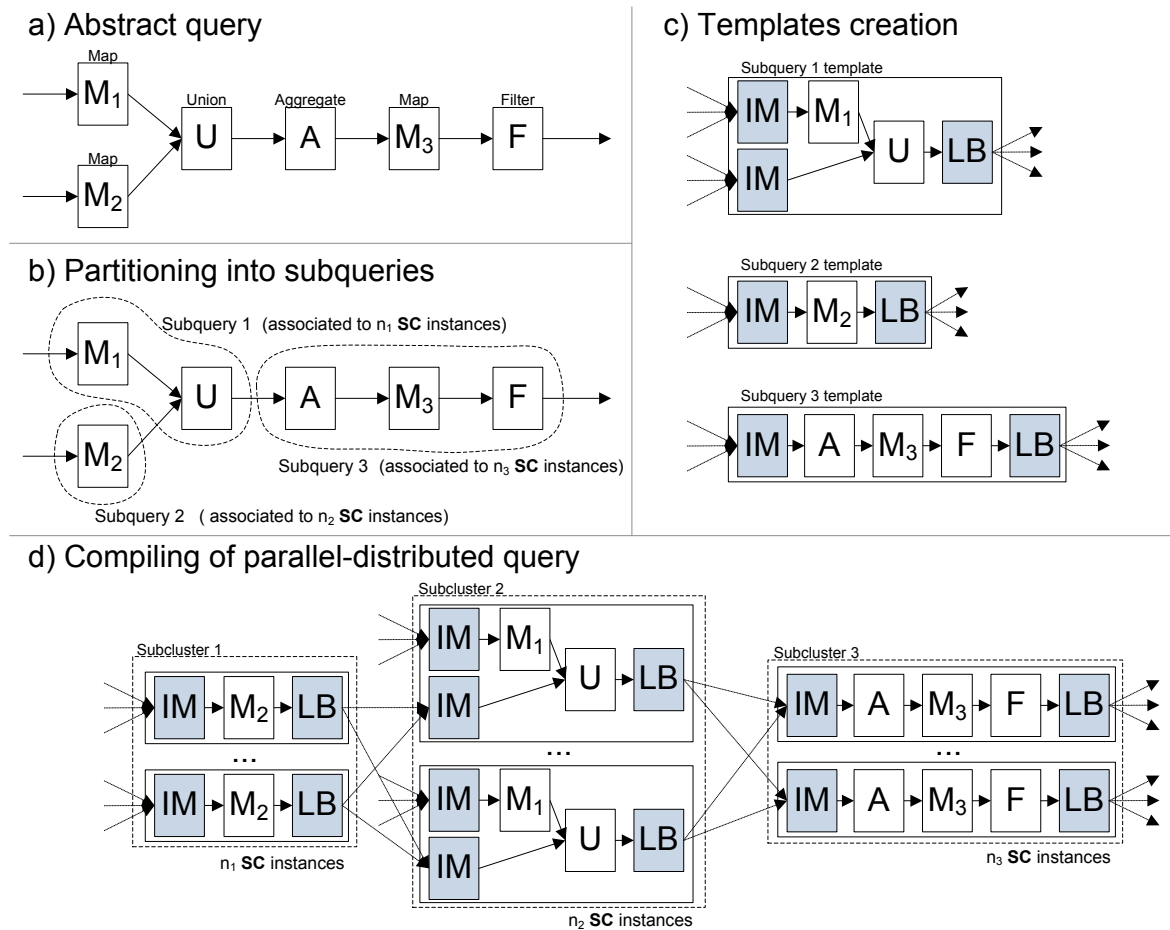 a) Abstract query
Map
M1
Union
Aggregate
Map
Filter
U
A
M3
F
Map
M2
b) Partitioning into subqueries
Subquery 1 (associated to n1 SC instances)
M1
U
A
M3
F
M2
Subquery 3 (associated to n3 SC instances)
Subquery 2 ( associated to n2 SC instances)
c) Templates creation
Subquery 1 template
IM
M1
U
LB
IM
Subquery 2 template
IM
M2
LB
Subquery 3 template
IM
A
M3
F
LB
d) Compiling of parallel-distributed query
Subcluster 1
IM
M2
LB
...
IM
M2
LB
n1 SC instances
Subcluster 2
IM
M1
U
LB
IM
...
IM
M1
U
LB
IM
n2 SC instances
Subcluster 3
IM
A
M3
F
LB
...
IM
A
M3
F
LB
n3 SC instances